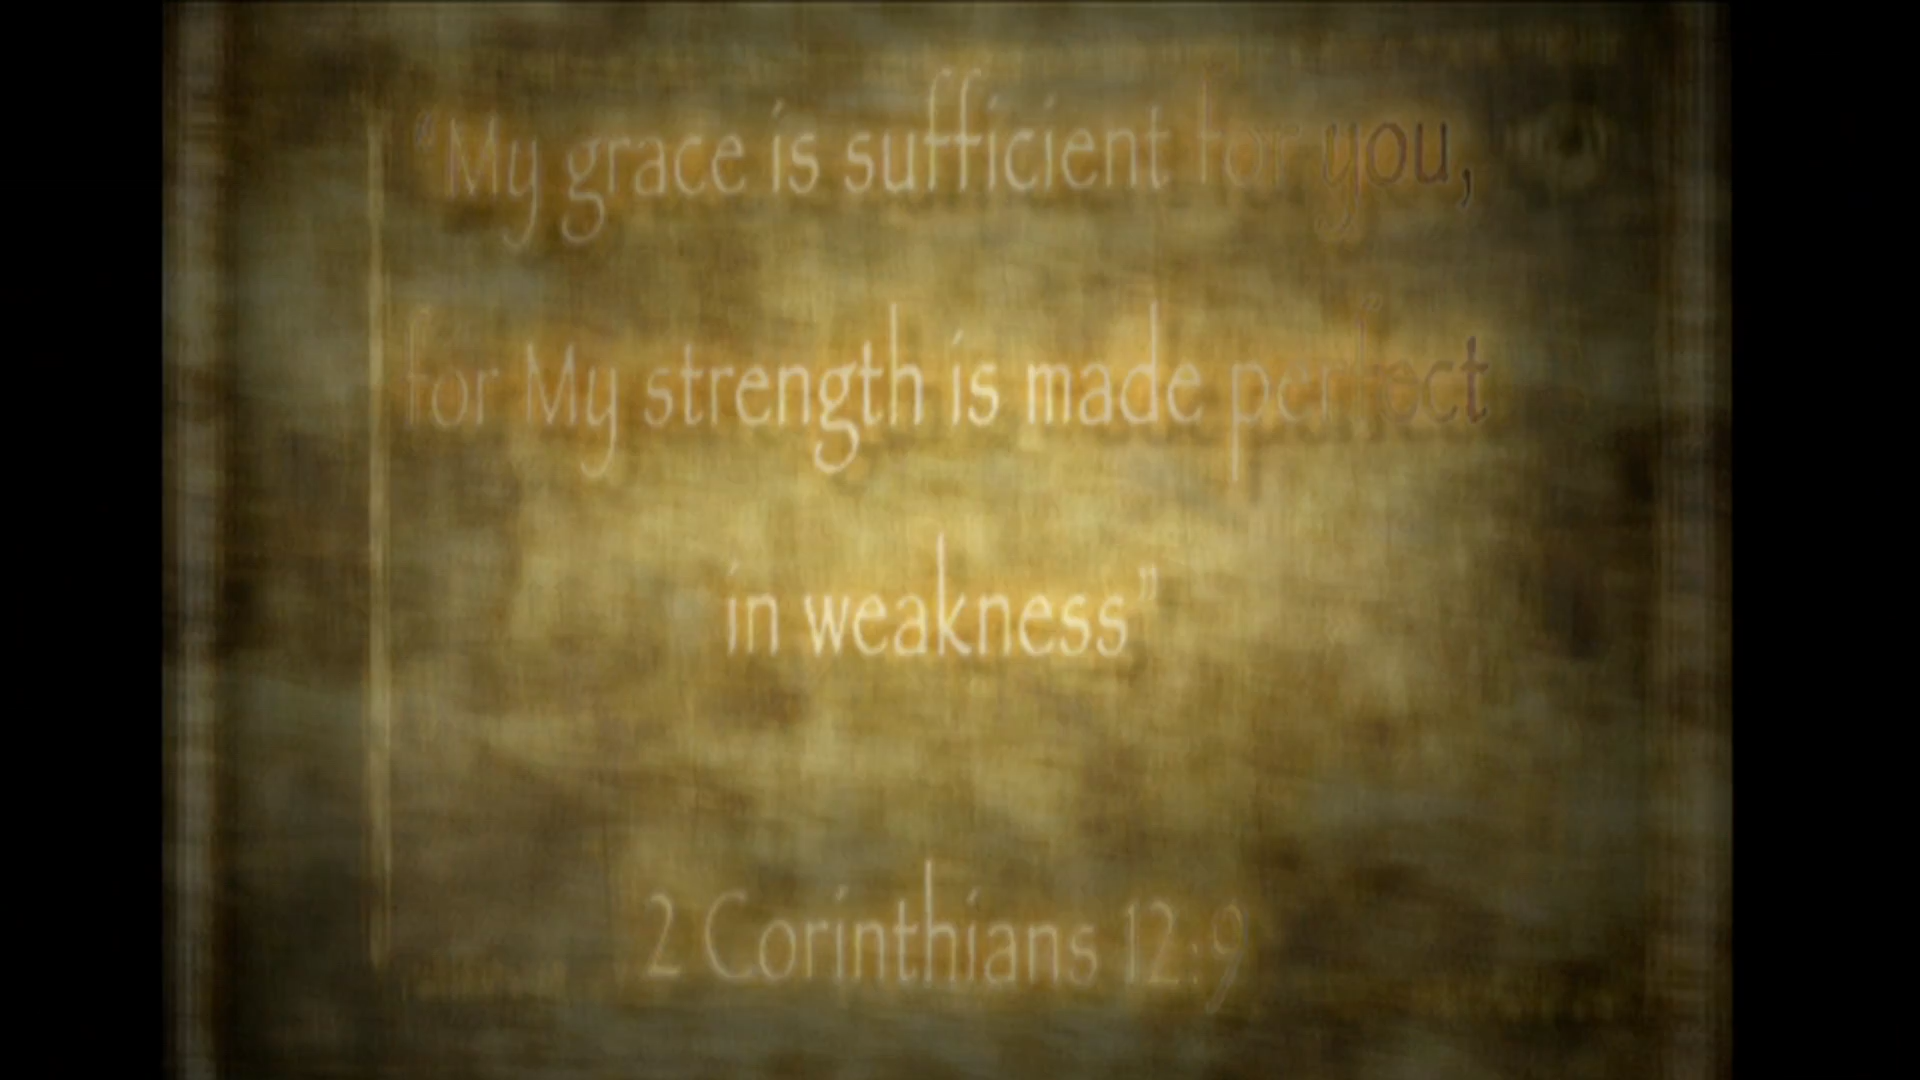 “My grace is sufficient for you,
for My strength is made perfect
in weakness”
2 Corinthians 12:9